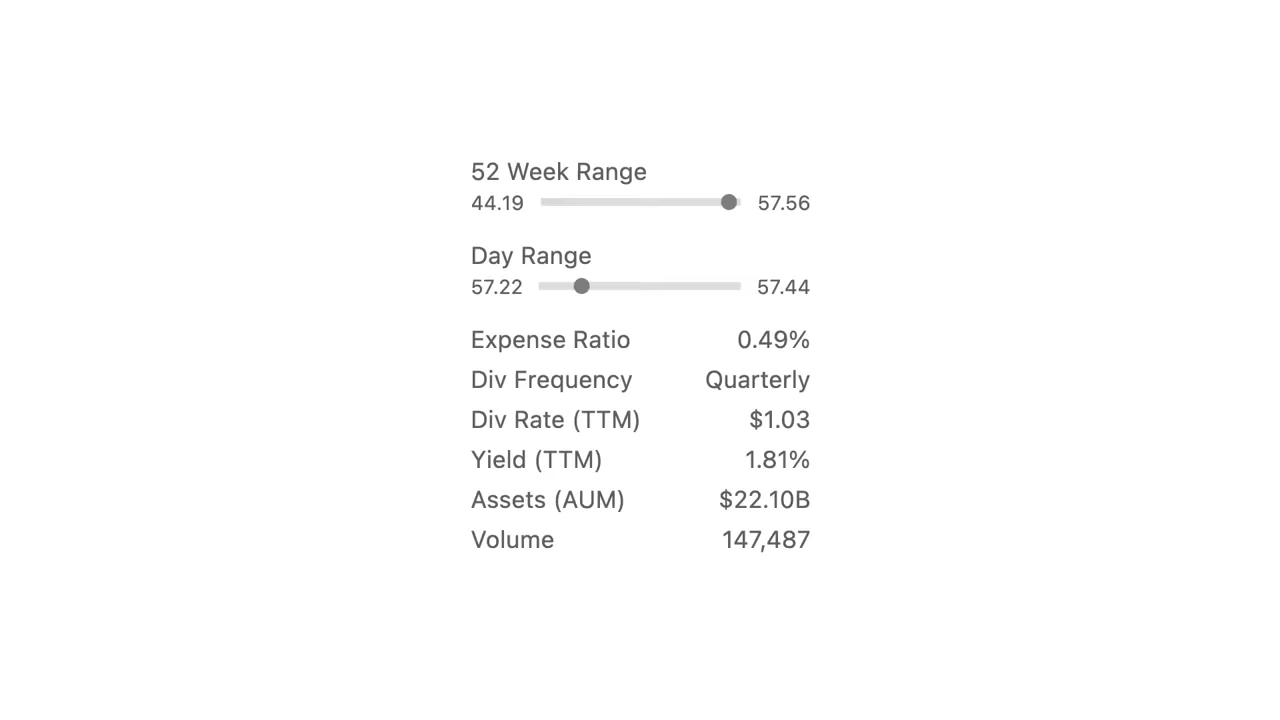 52 Week Range
44.19 57.56
Day Range
57.22 57.44
Expense Ratio 0.49%
Div Frequency Quarterly
Div Rate (TTM) $1.03
Yield (TTM) 1.81%
Assets (AUM) $22.10B
Volume 147,487